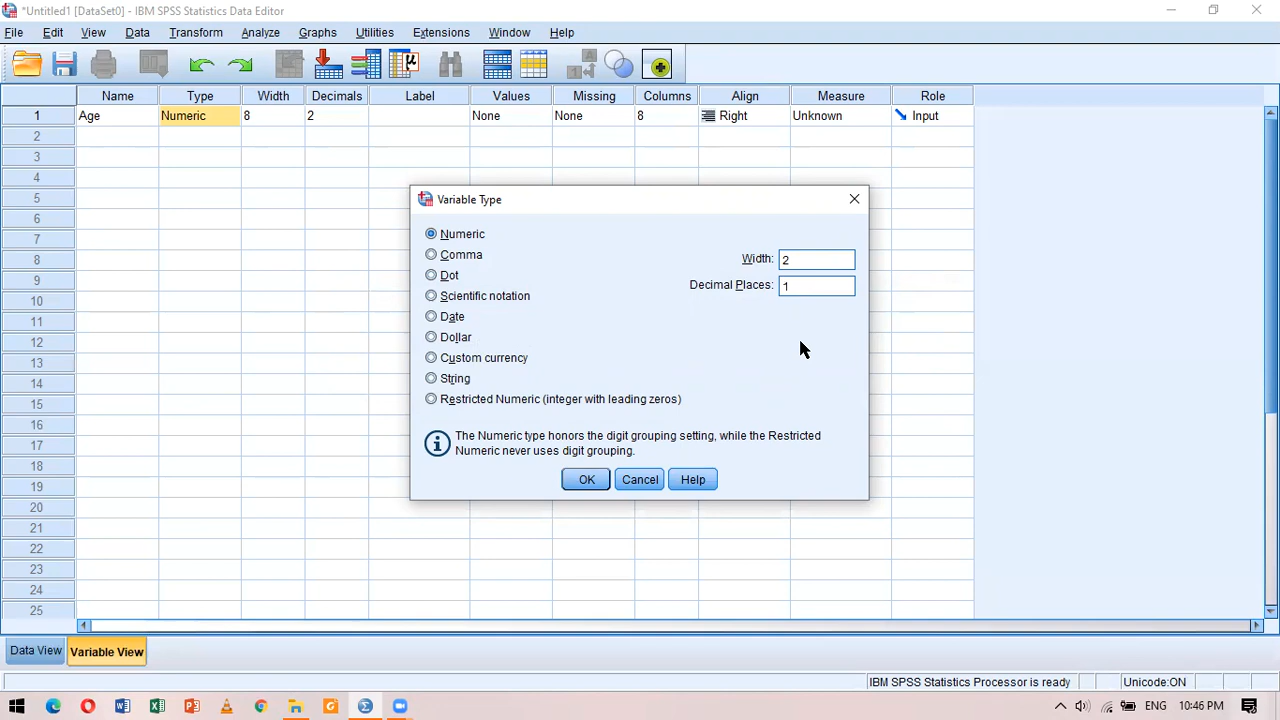 *Untitled1 [DataSet0] - IBM SPSS Statistics Data Editor
File Edit View Data Transform Analyze Graphs Utilities Extensions Window Help
Name Type Width Decimals Label Values Missing Columns Align Measure Role
1 Age Numeric 8 2 None None 8 Right Unknown Input
2
3
4
5
6
7
8
9
10
11
12
13
14
15
16
17
18
19
20
21
22
23
24
25
Variable Type
Numeric
Comma
Dot
Scientific notation
Date
Dollar
Custom currency
String
Restricted Numeric (integer with leading zeros)
Width: 2
Decimal Places: 1
The Numeric type honors the digit grouping setting, while the Restricted
Numeric never uses digit grouping.
OK Cancel Help
Data View Variable View
IBM SPSS Statistics Processor is ready Unicode:ON
ENG 10:46 PM